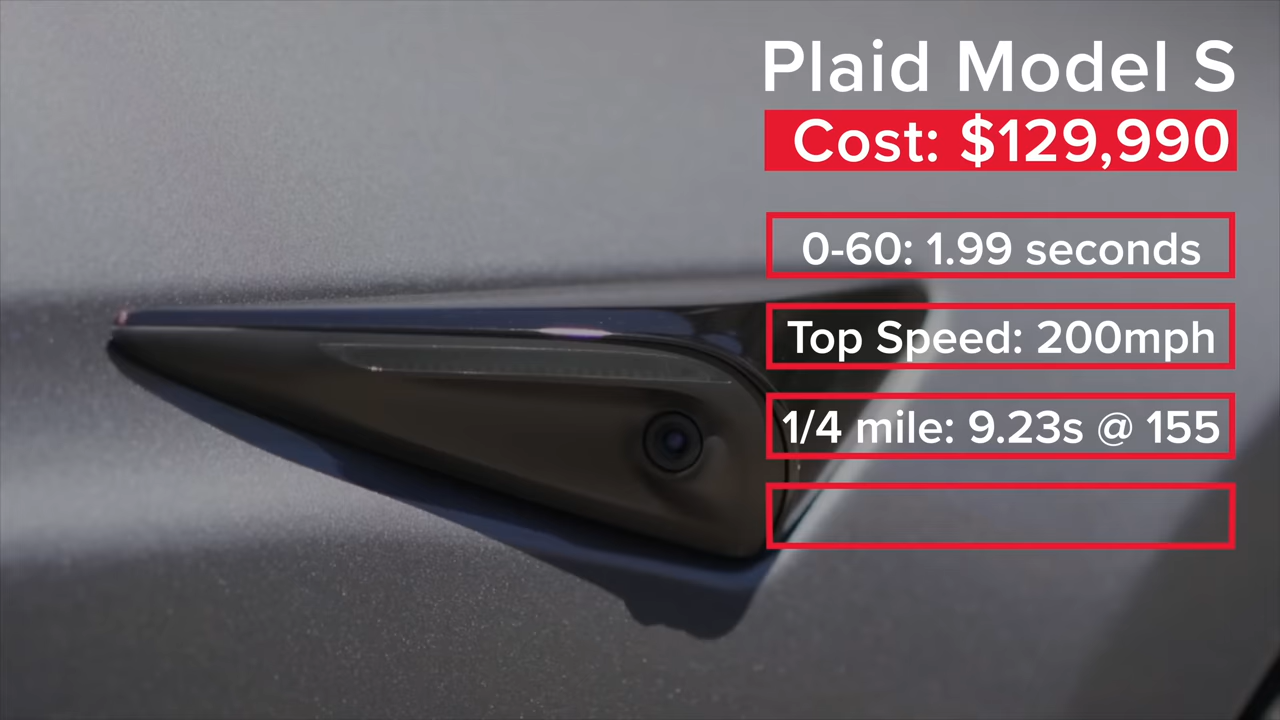 Plaid Model S
Cost: $129,990
0-60: 1.99 seconds
Top Speed: 200mph
1/4 mile: 9.23s @ 155